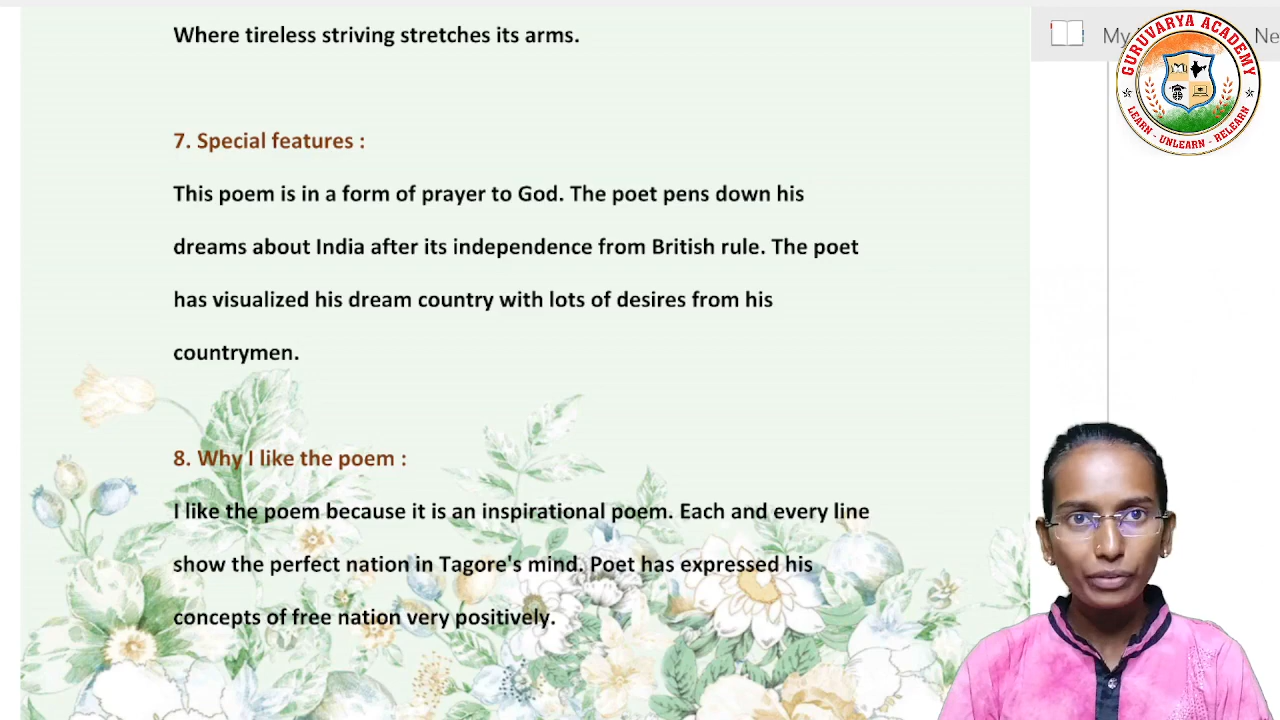 Where tireless striving stretches its arms.
My
Ne
GURUVARYA ACADEMY
LEARN - UNLEARN - RELEARN
7. Special features :
This poem is in a form of prayer to God. The poet pens down his
dreams about India after its independence from British rule. The poet
has visualized his dream country with lots of desires from his
countrymen.
8. Why I like the poem :
I like the poem because it is an inspirational poem. Each and every line
show the perfect nation in Tagore's mind. Poet has expressed his
concepts of free nation very positively.